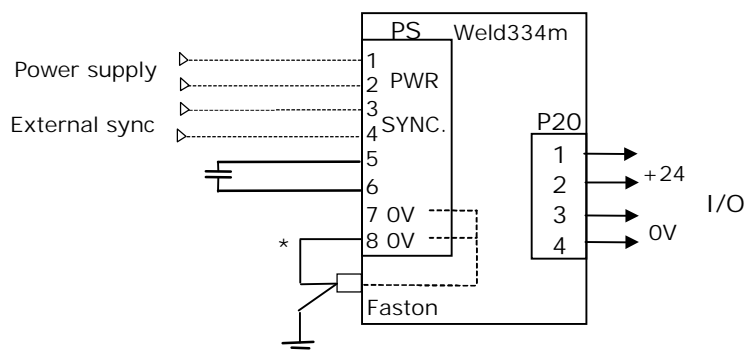 PS Weld334m
Power supply
External sync
1
2 PWR
3
4 SYNC.
5
6
7 0V
8 0V
*
Faston
P20
1
2 +24
3
4 0V
I/O